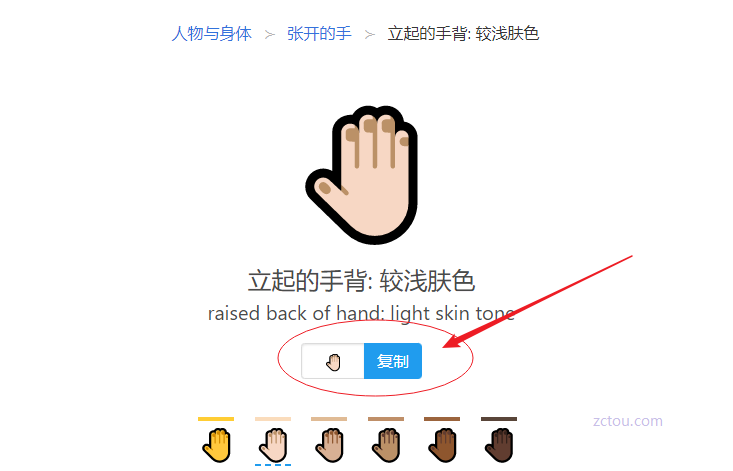 人物与身体 ＞ 张开的手 ＞ 立起的手背: 较浅肤色
立起的手背: 较浅肤色
raised back of hand: light skin tone
复制
zctou.com